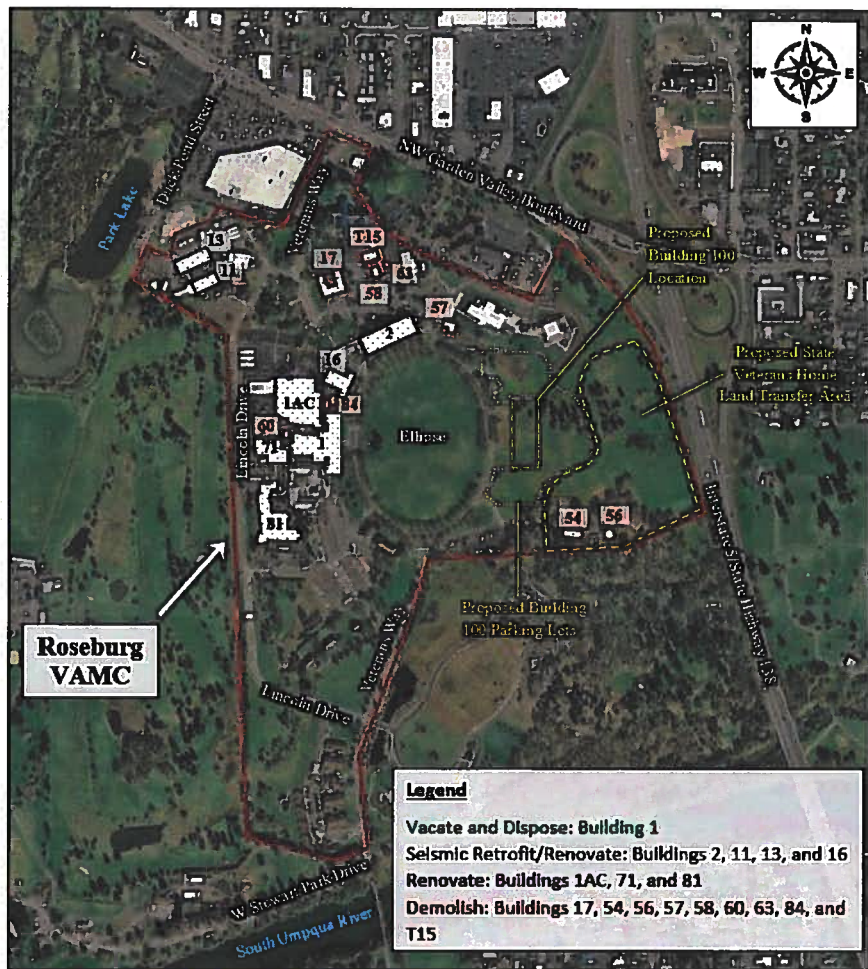 N
W E
S
Dick Pond Street
Park Lake
Veterans Way
NW Garden Valley Boulevard
Proposed
Building 100
Location
13
11
T15
17
58
63
57
2
16
Proposed State
Veterans Home
Land Transfer Area
Lincoln Drive
1AC
84
60
71
1
Ellipse
81
54
56
Interstate 5/State Highway 138
Proposed Building
100 Parking Lots
Roseburg
VAMC
Veterans Way
Lincoln Drive
W Stewart Park Drive
South Umpqua River
Legend
Vacate and Dispose: Building 1
Seismic Retrofit/Renovate: Buildings 2, 11, 13, and 16
Renovate: Buildings 1AC, 71, and 81
Demolish: Buildings 17, 54, 56, 57, 58, 60, 63, 84, and
T15